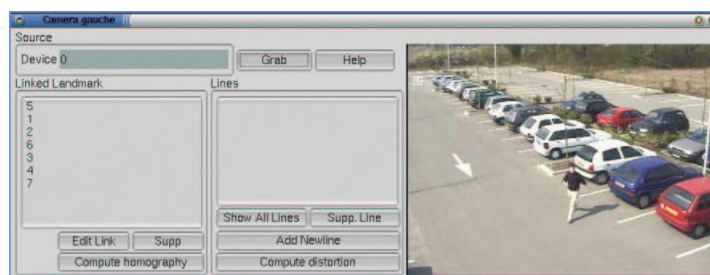 Camera gauche
Source
Device 0
Grab
Help
Linked Landmark
Lines
5
1
2
6
3
4
7
Show All Lines
Supp. Line
Edit Link
Supp
Add Newline
Compute homography
Compute distortion